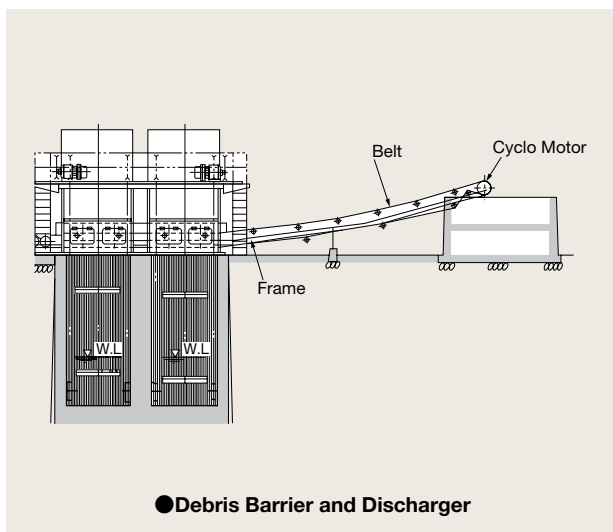 Belt
Cyclo Motor
Frame
W.L
W.L
●Debris Barrier and Discharger